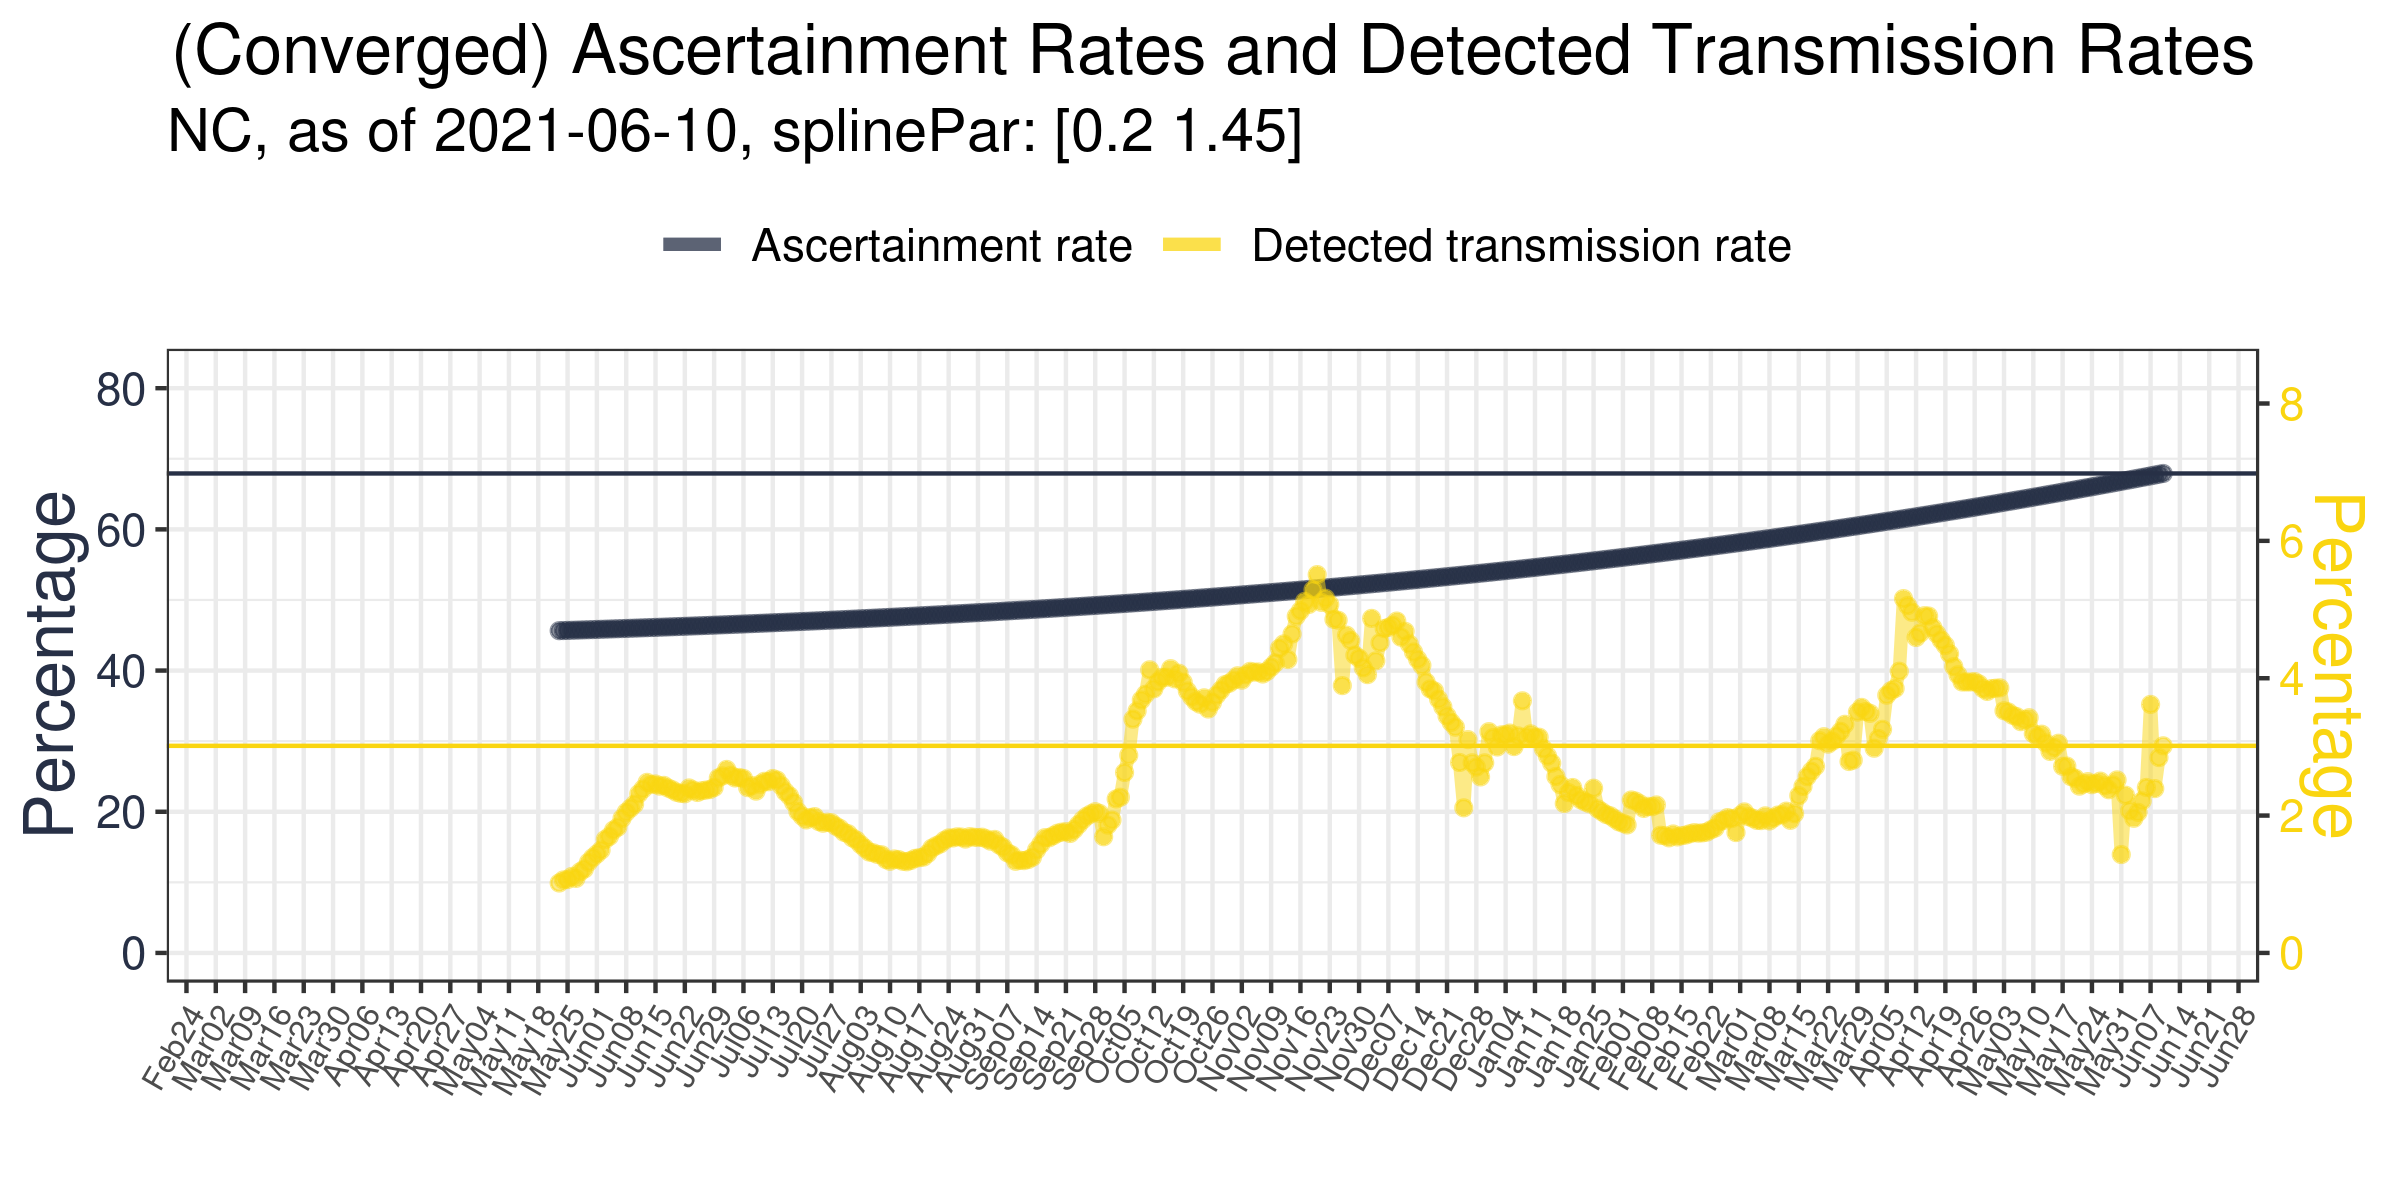 (Converged) Ascertainment Rates and Detected Transmission Rates
NC, as of 2021-06-10, splinePar: [0.2 1.45]
Ascertainment rate Detected transmission rate
80
60
40
20
0
Percentage
8
6
4
2
0
Percentage
Feb24
Mar02
Mar09
Mar16
Mar23
Mar30
Apr06
Apr13
Apr20
Apr27
May04
May11
May18
May25
Jun01
Jun08
Jun15
Jun22
Jun29
Jul06
Jul13
Jul20
Jul27
Aug03
Aug10
Aug17
Aug24
Aug31
Sep07
Sep14
Sep21
Sep28
Oct05
Oct12
Oct19
Oct26
Nov02
Nov09
Nov16
Nov23
Nov30
Dec07
Dec14
Dec21
Dec28
Jan04
Jan11
Jan18
Jan25
Feb01
Feb08
Feb15
Feb22
Mar01
Mar08
Mar15
Mar22
Mar29
Apr05
Apr12
Apr19
Apr26
May03
May10
May17
May24
May31
Jun07
Jun14
Jun21
Jun28